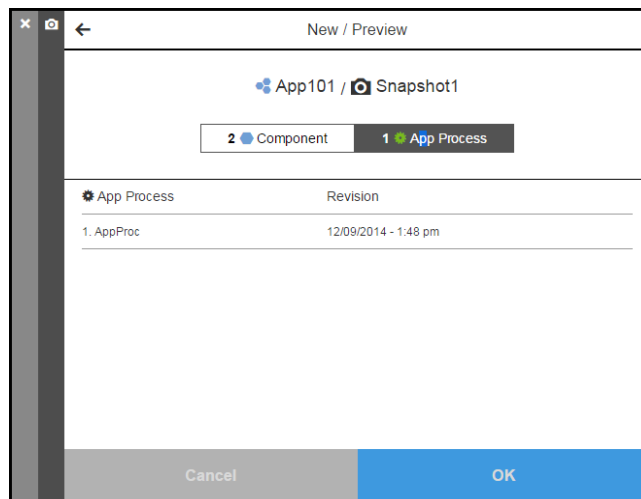 New / Preview
App101 / Snapshot1
2 Component 1 App Process
App Process Revision
1. AppProc 12/09/2014 - 1:48 pm
Cancel OK